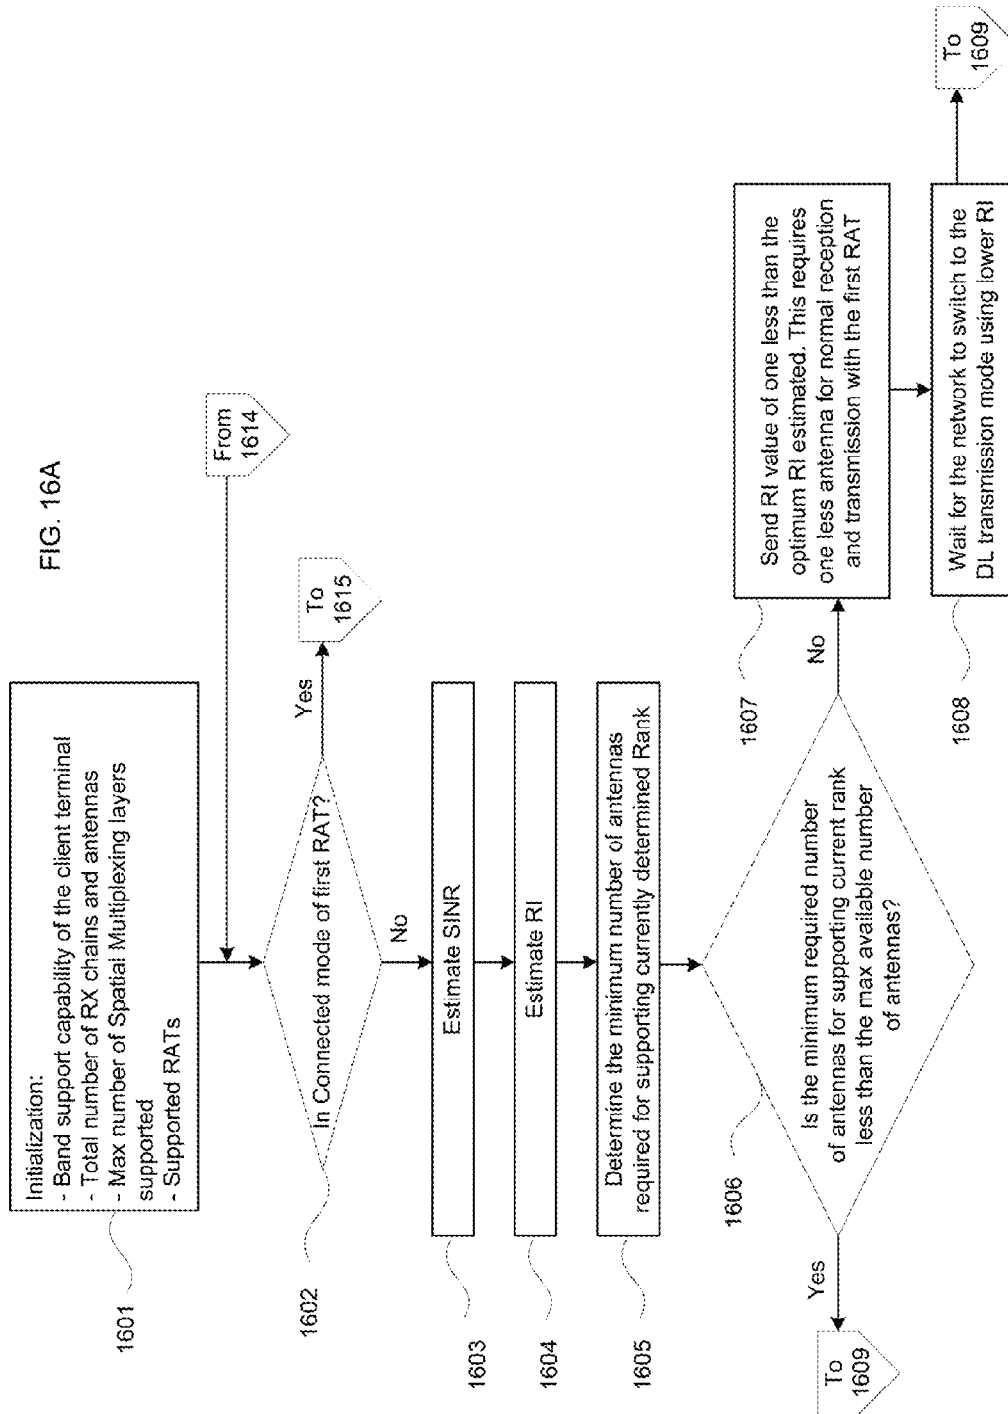 FIG. 16A
Initialization:
- Band support capability of the client terminal
- Total number of RX chains and antennas
- Max number of Spatial Multiplexing layers
supported
- Supported RATs
1601
From
1614
In Connected mode of first RAT?
1602
Yes
To
1615
No
Estimate SINR
1603
Estimate RI
1604
Determine the minimum number of antennas
required for supporting currently determined Rank
1605
Is the minimum required number
of antennas for supporting current rank
less than the max available number
of antennas?
1606
Yes
To
1609
No
Send RI value of one less than the
optimum RI estimated. This requires
one less antenna for normal reception
and transmission with the first RAT
1607
Wait for the network to switch to the
DL transmission mode using lower RI
1608
To
1609